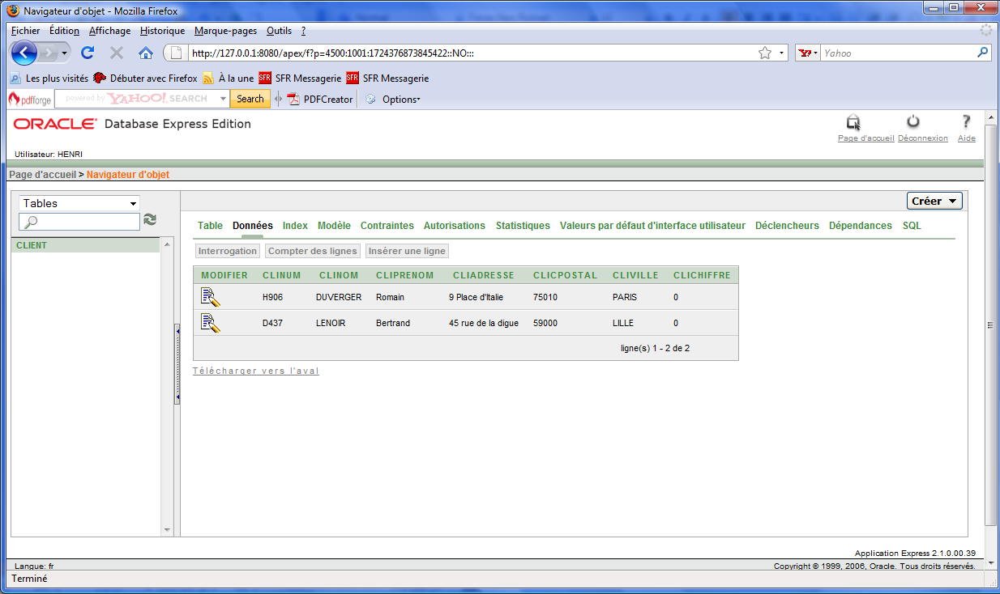 Navigateur d'objet - Mozilla Firefox
Fichier Édition Affichage Historique Marque-pages Outils ?
http://127.0.0.1:8080/apex/f?p=4500:1001:1724376873845422::NO::: Yahoo
Les plus visités Débuter avec Firefox À la une SFR SFR Messagerie SFR SFR Messagerie
pdfforge powered by YAHOO! SEARCH Search PDFCreator Options
ORACLE Database Express Edition
Page d'accueil Déconnexion ? Aide
Utilisateur: HENRI
Page d'accueil > Navigateur d'objet
Tables
Créer
CLIENT
Table Données Index Modèle Contraintes Autorisations Statistiques Valeurs par défaut d'interface utilisateur Déclencheurs Dépendances SQL
Interrogation Compter des lignes Insérer une ligne
MODIFIER CLINUM CLINOM CLIPRENOM CLIADRESSE CLICPOSTAL CLIVILLE CLICHIFFRE
H906 DUVERGER Romain 9 Place d'Italie 75010 PARIS 0
D437 LENOIR Bertrand 45 rue de la digue 59000 LILLE 0
ligne(s) 1 - 2 de 2
Télécharger vers l'aval
Application Express 2.1.0.00.39
Langue: fr
Copyright © 1999, 2006, Oracle. Tous droits réservés.
Terminé